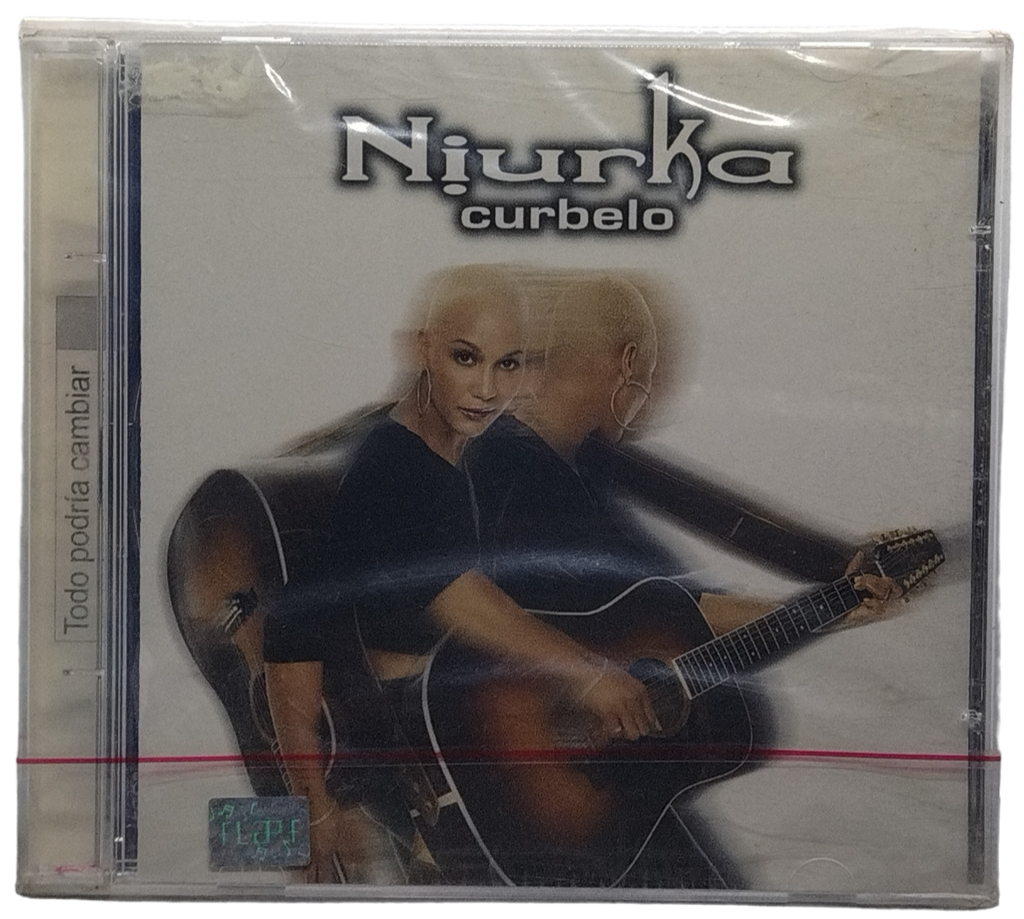 Niurka
curbelo
Todo podría cambiar